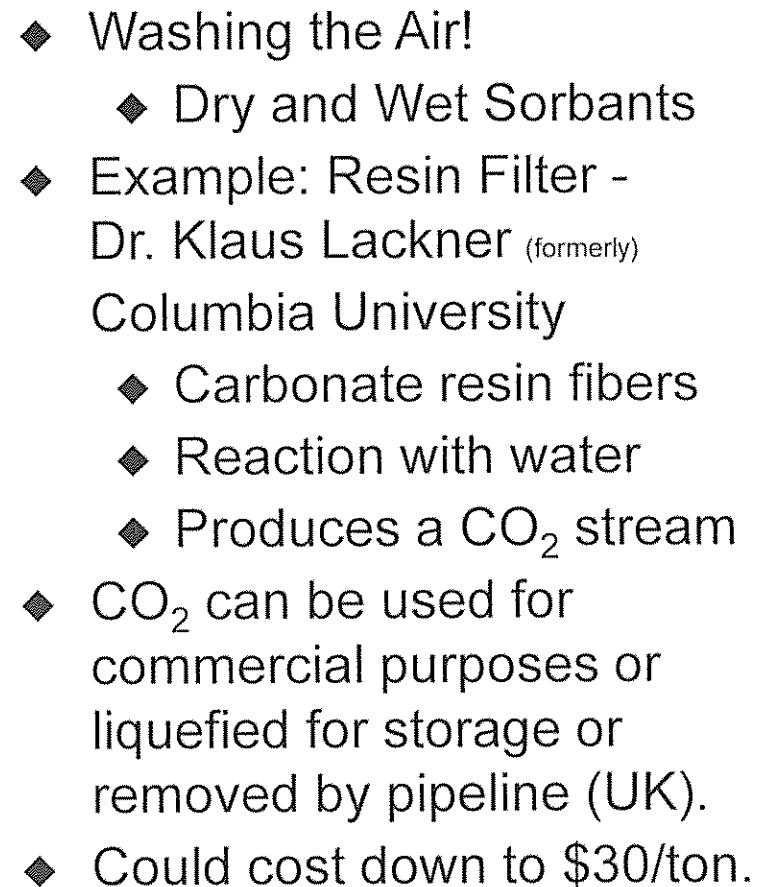 ◆ Washing the Air!
◆ Dry and Wet Sorbants
◆ Example: Resin Filter -
Dr. Klaus Lackner (formerly)
Columbia University
◆ Carbonate resin fibers
◆ Reaction with water
◆ Produces a CO₂ stream
◆ CO₂ can be used for
commercial purposes or
liquefied for storage or
removed by pipeline (UK).
◆ Could cost down to $30/ton.